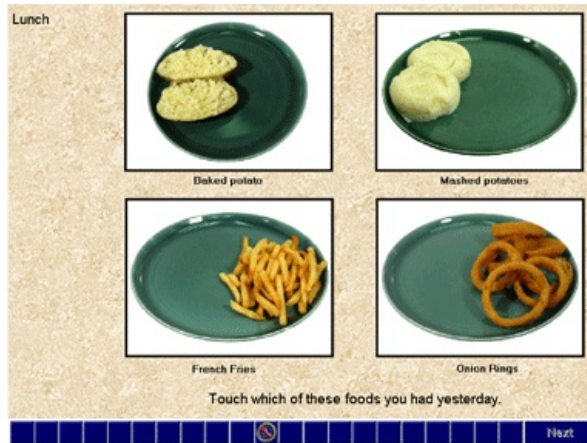 Lunch
Baked potato
Mashed potatoes
French Fries
Onion Rings
Touch which of these foods you had yesterday.
Next